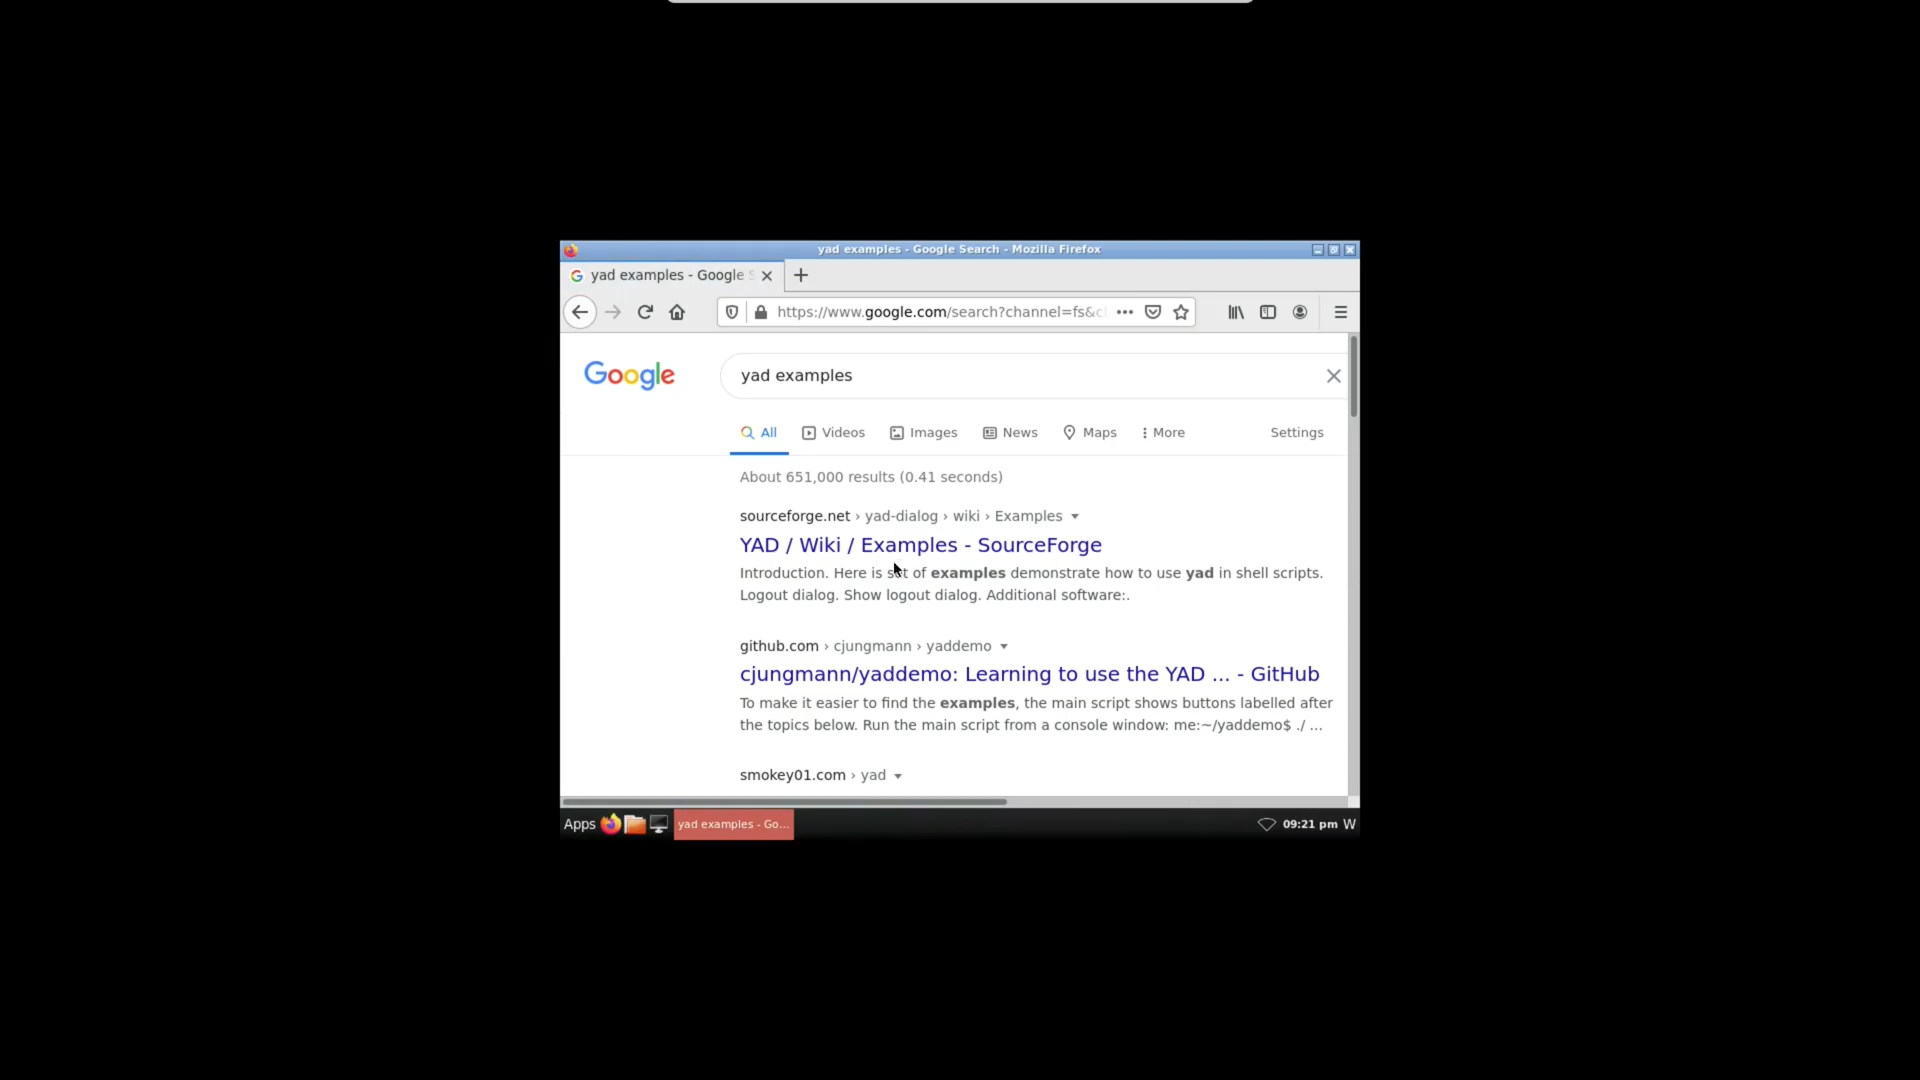 yad examples - Google Search - Mozilla Firefox
yad examples - Google
https://www.google.com/search?channel=fs&c
Google
yad examples
All Videos Images News Maps More Settings
About 651,000 results (0.41 seconds)
sourceforge.net › yad-dialog › wiki › Examples
YAD / Wiki / Examples - SourceForge
Introduction. Here is set of examples demonstrate how to use yad in shell scripts.
Logout dialog. Show logout dialog. Additional software:.
github.com › cjungmann › yaddemo
cjungmann/yaddemo: Learning to use the YAD ... - GitHub
To make it easier to find the examples, the main script shows buttons labelled after
the topics below. Run the main script from a console window: me:~/yaddemo$ ./ ...
smokey01.com › yad
Apps yad examples - Go... 09:21 pm W